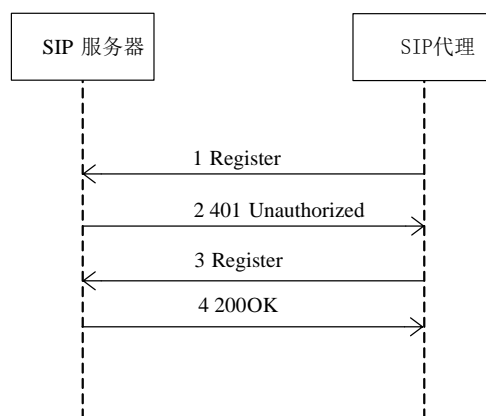 SIP 服务器
SIP代理
1 Register
2 401 Unauthorized
3 Register
4 200OK